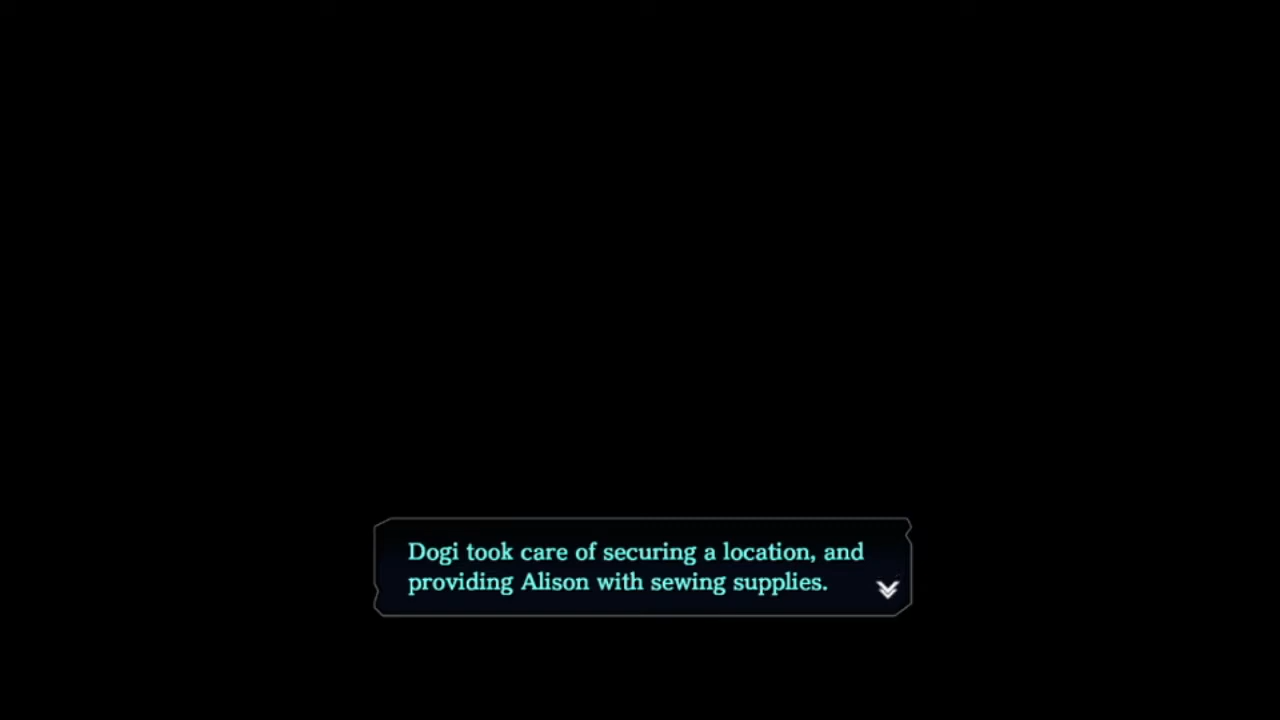 Dogi took care of securing a location, and
providing Alison with sewing supplies.